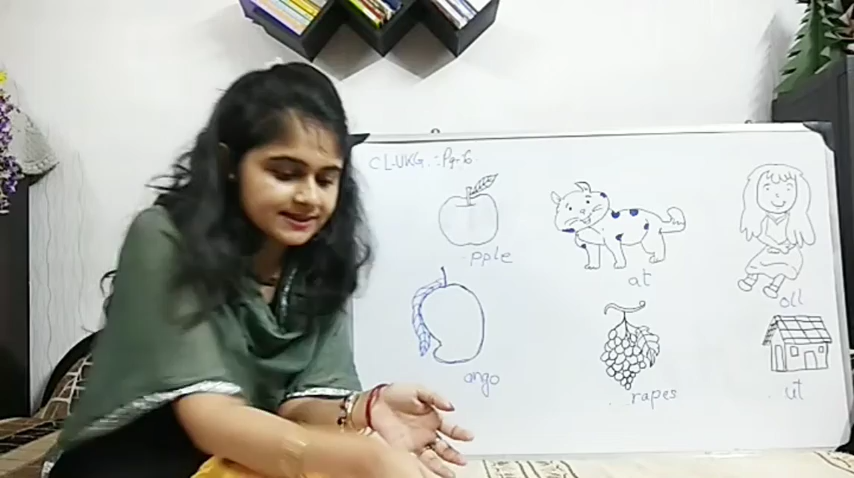 CL-UKG.:-Pg-6.
pple
at
oll
ango
rapes
ut